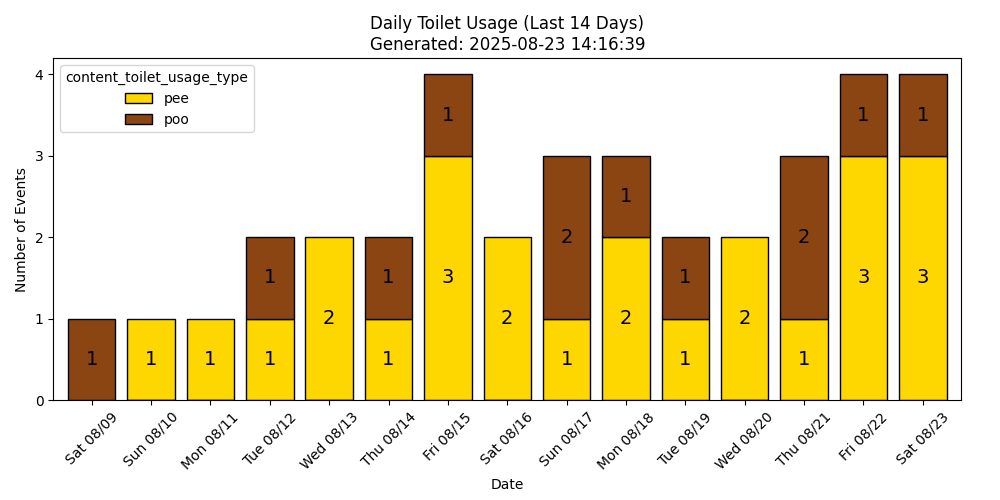 Daily Toilet Usage (Last 14 Days)
Generated: 2025-08-23 14:16:39
content_toilet_usage_type
pee
poo
Number of Events
4
3
2
1
0
1
1
1
1
1
2
1
1
1
3
2
2
1
1
2
1
1
2
2
1
1
3
1
3
Sat 08/09
Sun 08/10
Mon 08/11
Tue 08/12
Wed 08/13
Thu 08/14
Fri 08/15
Sat 08/16
Sun 08/17
Mon 08/18
Tue 08/19
Wed 08/20
Thu 08/21
Fri 08/22
Sat 08/23
Date